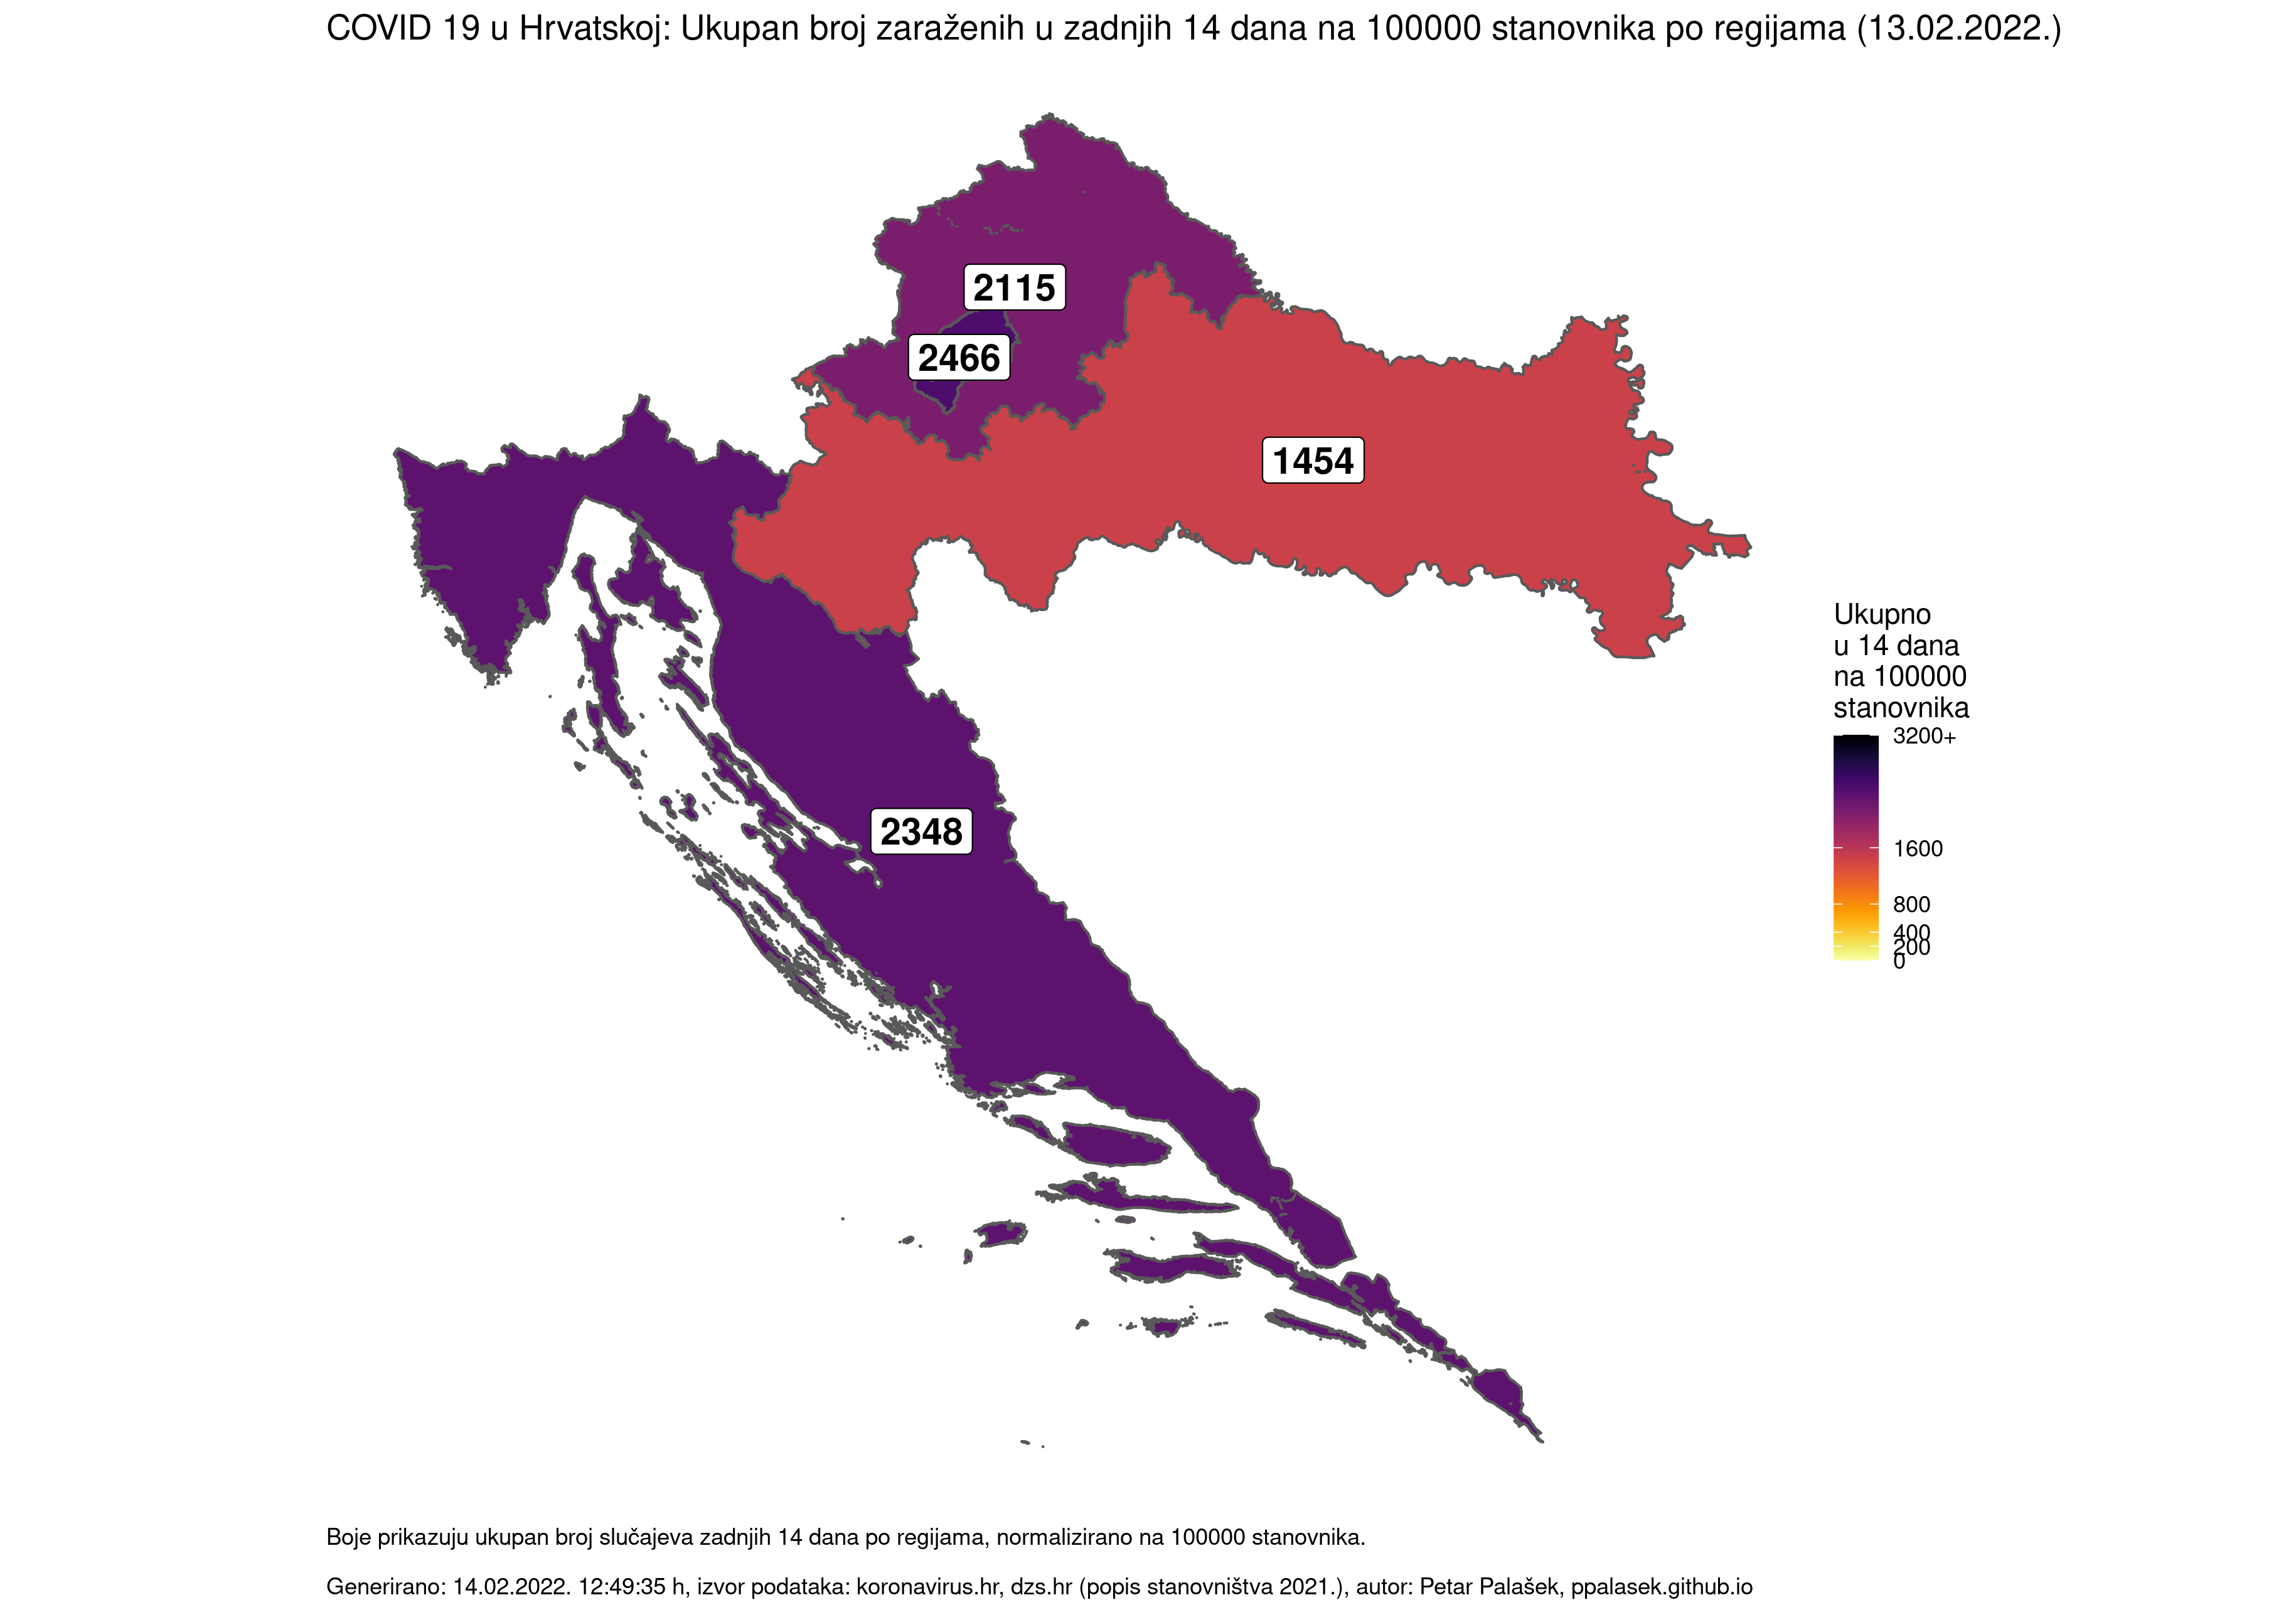 COVID 19 u Hrvatskoj: Ukupan broj zaraženih u zadnjih 14 dana na 100000 stanovnika po regijama (13.02.2022.)
2115
2466
1454
2348
Ukupno
u 14 dana
na 100000
stanovnika
3200+
1600
800
400
200
0
Boje prikazuju ukupan broj slučajeva zadnjih 14 dana po regijama, normalizirano na 100000 stanovnika.
Generirano: 14.02.2022. 12:49:35 h, izvor podataka: koronavirus.hr, dzs.hr (popis stanovništva 2021.), autor: Petar Palašek, ppalasek.github.io